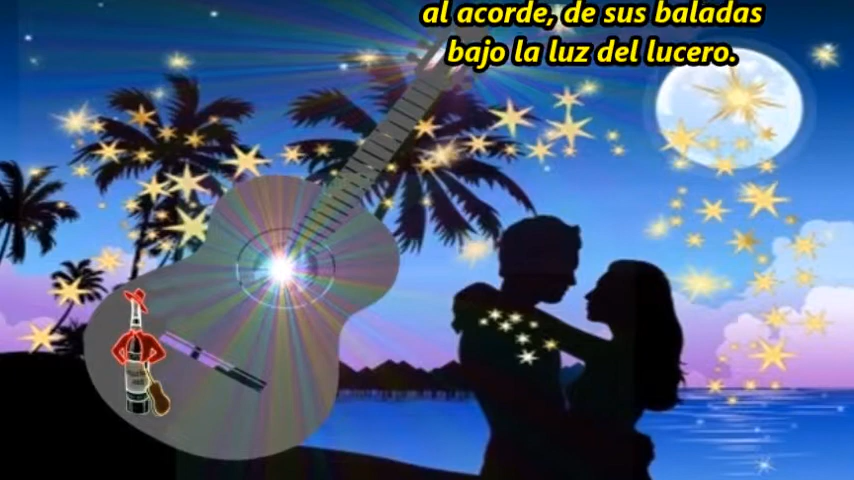 al acorde, de sus baladas
bajo la luz del lucero.